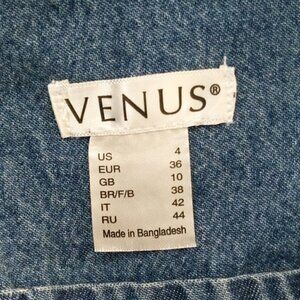 VENUS®
US 4
EUR 36
GB 10
BR/F/B 38
IT 42
RU 44
Made in Bangladesh